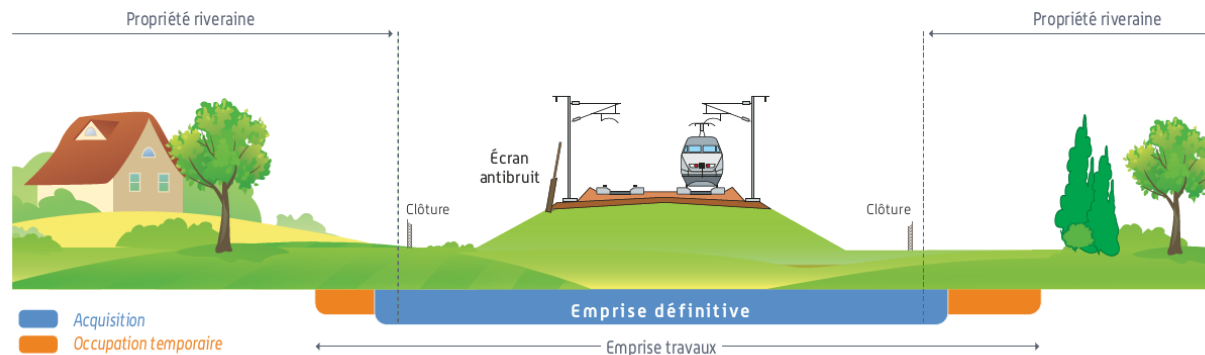 Propriété riveraine
Propriété riveraine
Écran
antibruit
Clôture
Clôture
Emprise définitive
Acquisition
Occupation temporaire
Emprise travaux